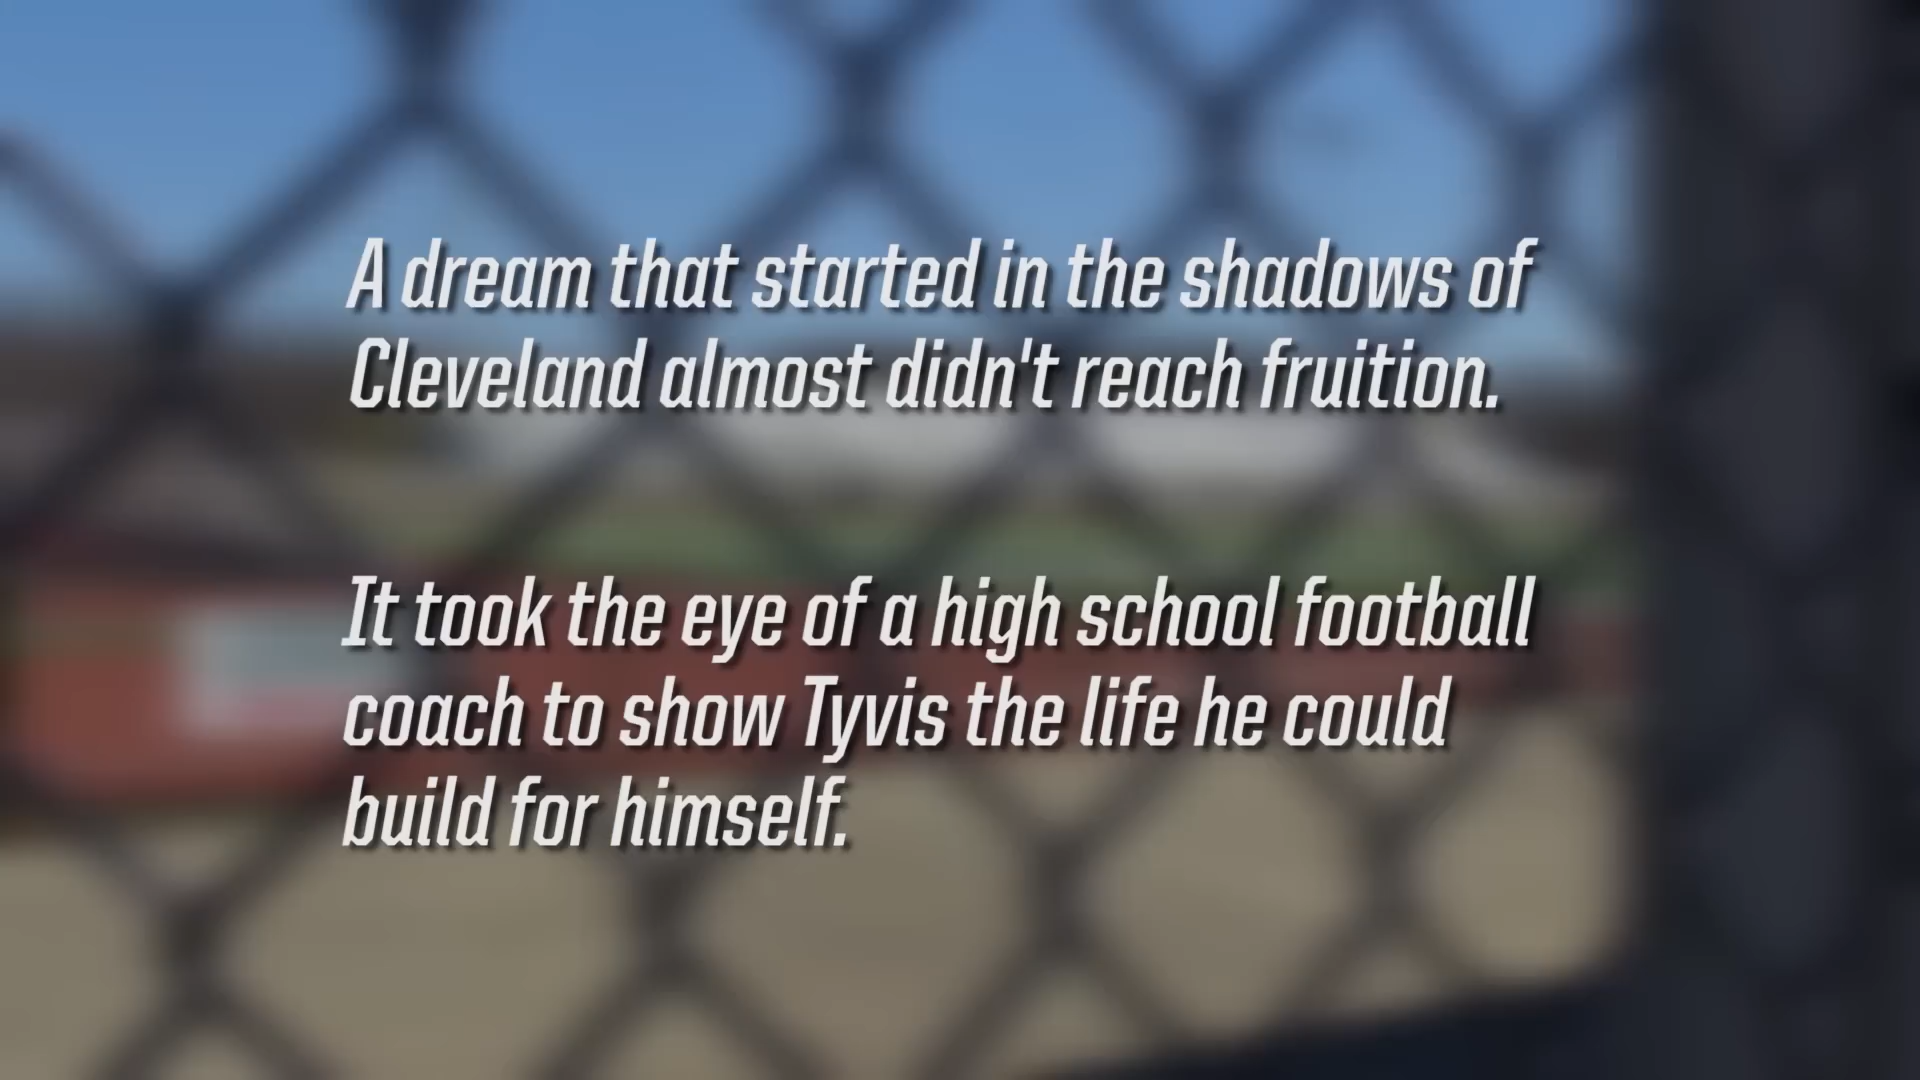 A dream that started in the shadows of
Cleveland almost didn't reach fruition.
It took the eye of a high school football
coach to show Tyvis the life he could
build for himself.